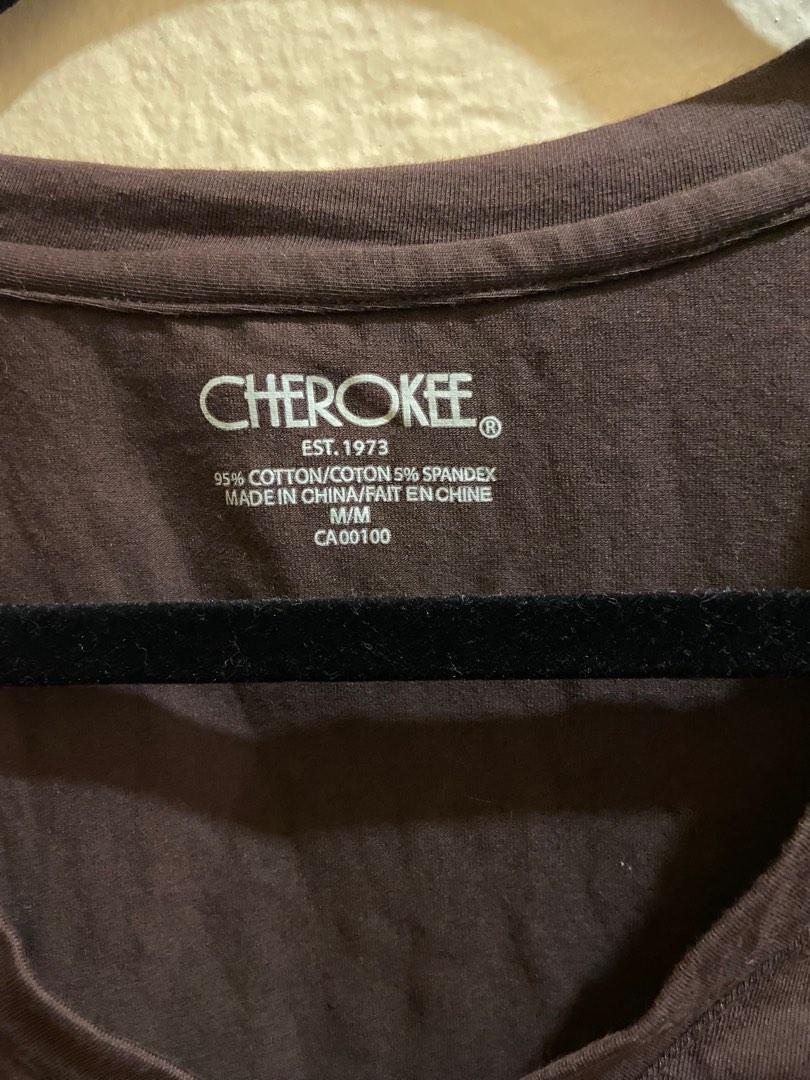 CHEROKEE®
EST. 1973
95% COTTON/COTON 5% SPANDEX
MADE IN CHINA/FAIT EN CHINE
M/M
CA00100